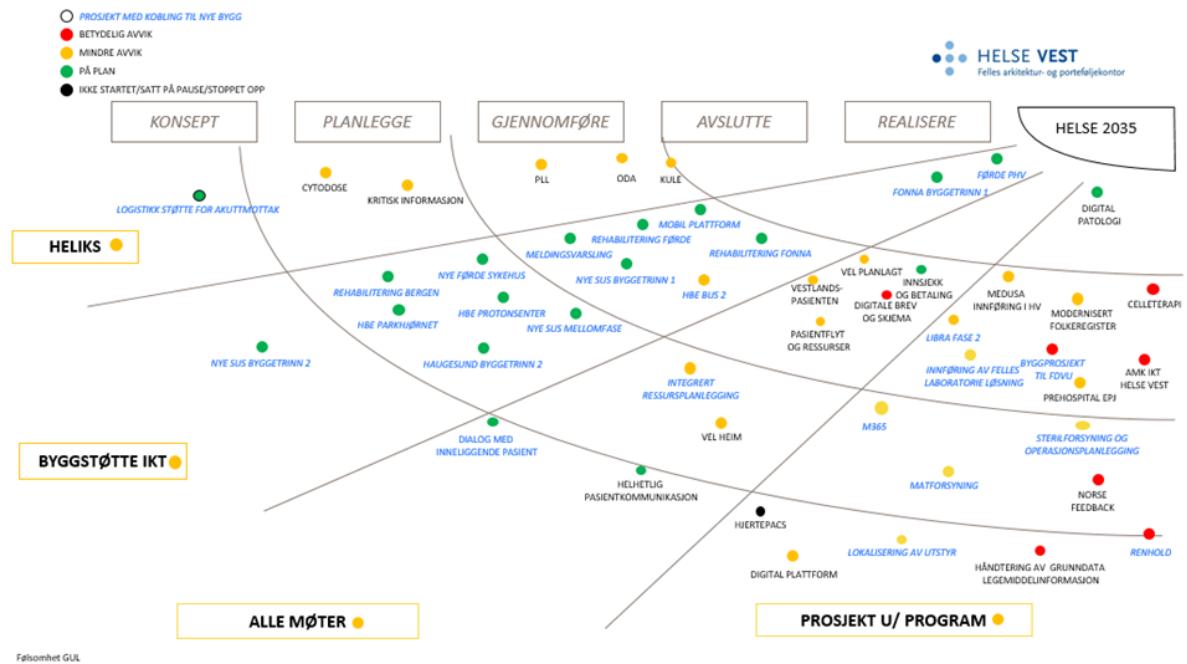 PROSJEKT MED KOBLING TIL NYE BYGG
BETYDELIG AVVIK
MINDRE AVVIK
PÅ PLAN
IKKE STARTET/SATT PÅ PAUSE/STOPPET OPP
HELSE VEST
Felles arkitektur- og porteføljekontor
KONSEPT
PLANLEGGE
GJENNOMFØRE
AVSLUTTE
REALISERE
HELSE 2035
CYTODOSE
KRITISK INFORMASJON
PLL
ODA
KULE
FØRDE PHV
FONNA BYGGETRINN 1
DIGITAL
PATOLOGI
LOGISTIKK STØTTE FOR AKUTTMOTTAK
HELIKS
MOBIL PLATTFORM
REHABILITERING FØRDE
MELDINGSVARSLING
REHABILITERING FONNA
NYE FØRDE SYKEHUS
NYE SUS BYGGETRINN 1
REHABILITERING BERGEN
HBE BUS 2
HBE PROTONSENTER
HBE PARKHJØRNET
NYE SUS MELLOMFASE
NYE SUS BYGGETRINN 2
HAUGESUND BYGGETRINN 2
VEL PLANLAGT
VESTLANDS-
PASIENTEN
INNSJEKK
OG BETALING
DIGITALE BREV
OG SKJEMA
MEDUSA
INNFØRING I HV
MODERNISERT
FOLKEREGISTER
CELLETERAPI
PASIENTFLYT
OG RESSURSER
LIBRA FASE 2
INNFØRING AV FELLES
LABORATORIE LØSNING
BYGGPROSJEKT
TIL FDVU
AMK IKT
HELSE VEST
PREHOSPITAL EPJ
INTEGRERT
RESSURSPLANLEGGING
M365
VEL HEIM
DIALOG MED
INNELIGGENDE PASIENT
STERILFORSYNING OG
OPERASJONSPLANLEGGING
BYGGSTØTTE IKT
HELHETLIG
PASIENTKOMMUNIKASJON
MATFORSYNING
NORSE
FEEDBACK
HJERTEPACS
LOKALISERING AV UTSTYR
RENHOLD
DIGITAL PLATTFORM
HÅNDTERING AV GRUNNDATA
LEGEMIDDELINFORMASJON
ALLE MØTER
PROSJEKT U/ PROGRAM
Følsomhet GUL